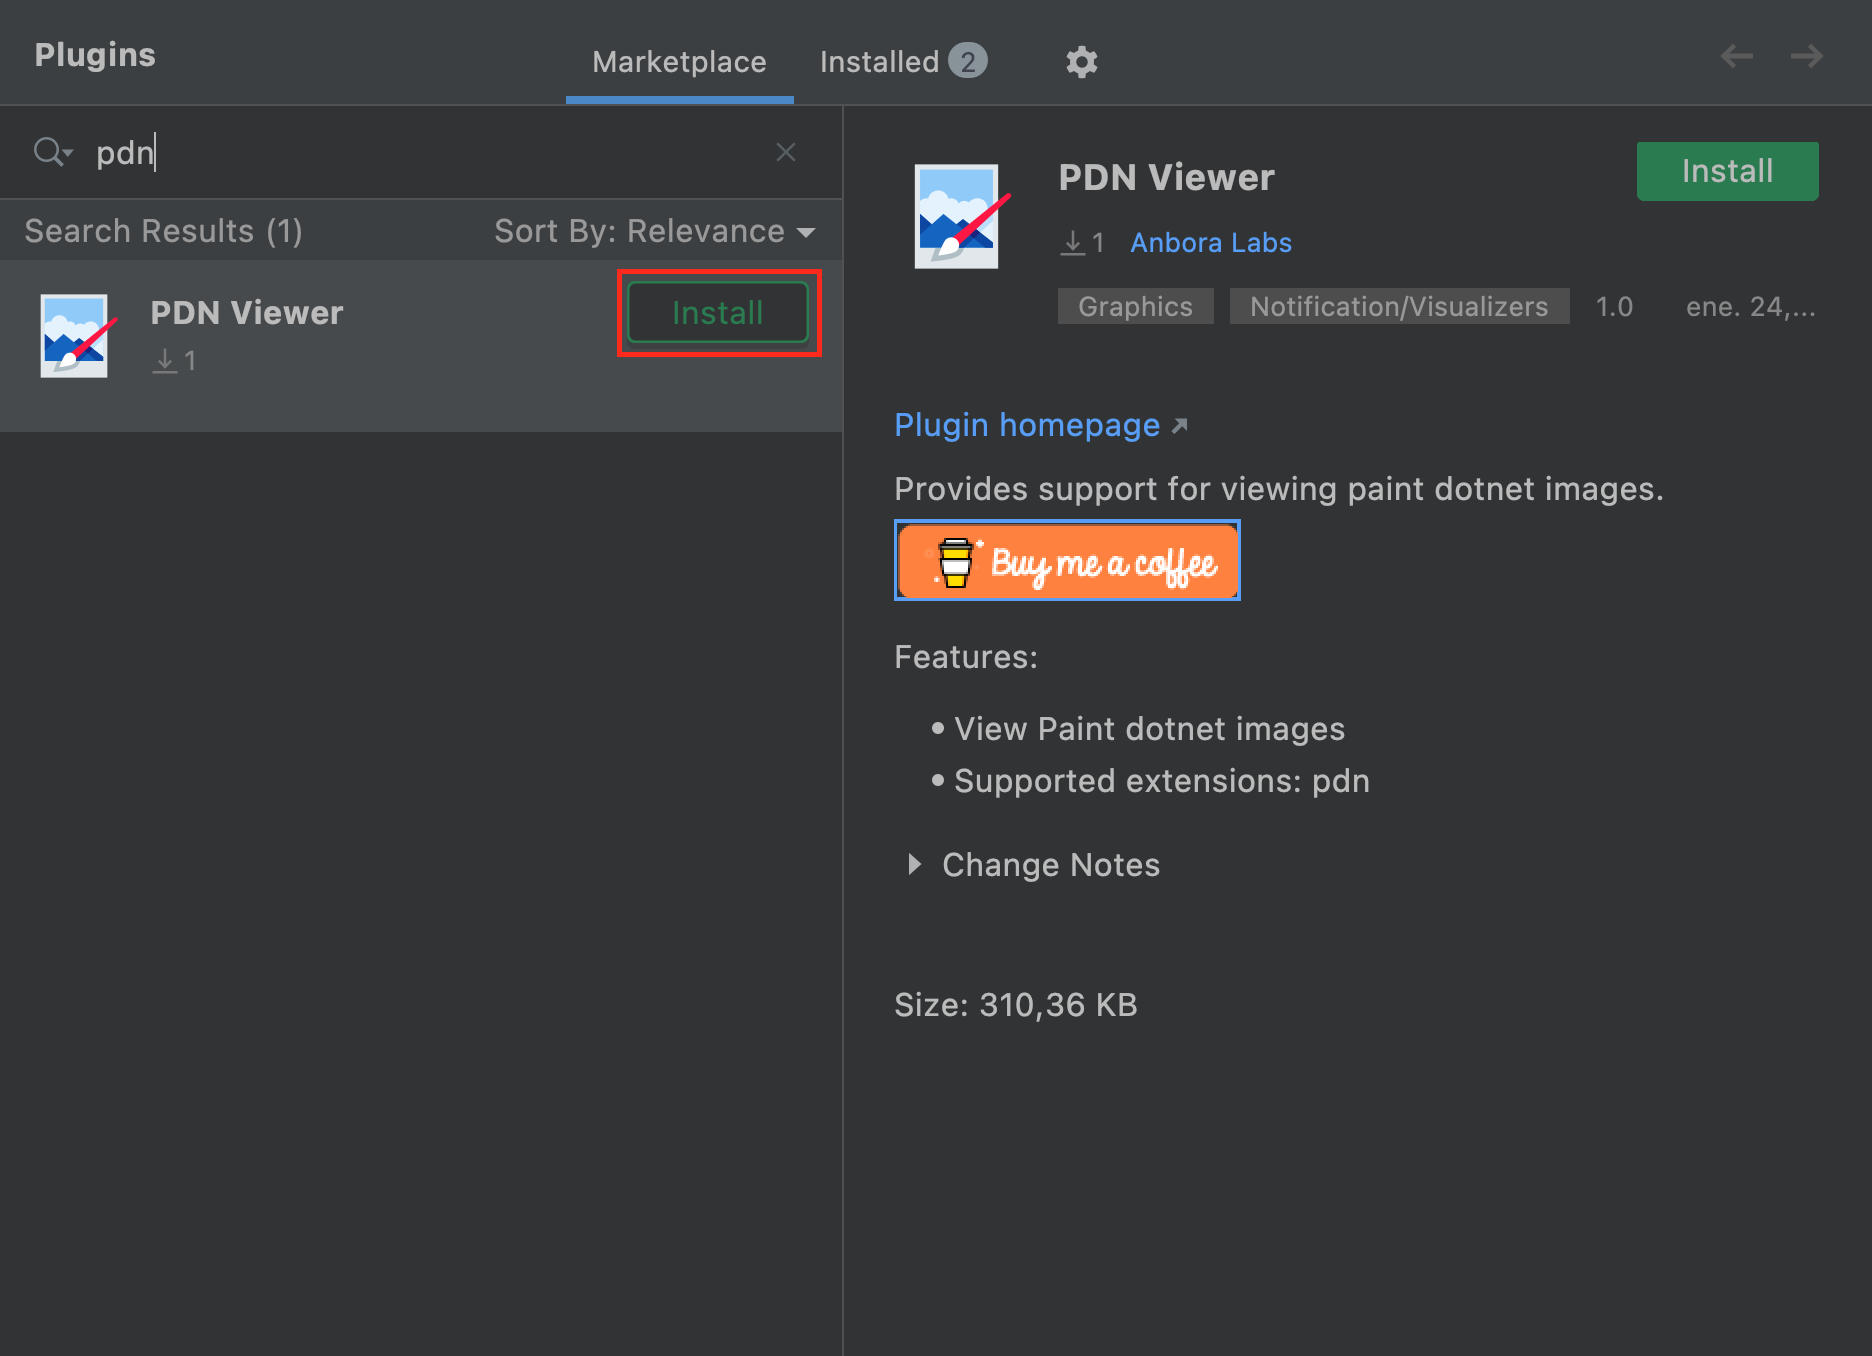 Plugins
Marketplace
Installed 2
pdn
Search Results (1)
Sort By: Relevance
PDN Viewer
1
Install
PDN Viewer
Install
1 Anbora Labs
Graphics Notification/Visualizers 1.0 ene. 24,...
Plugin homepage
Provides support for viewing paint dotnet images.
Buy me a coffee
Features:
• View Paint dotnet images
• Supported extensions: pdn
Change Notes
Size: 310,36 KB